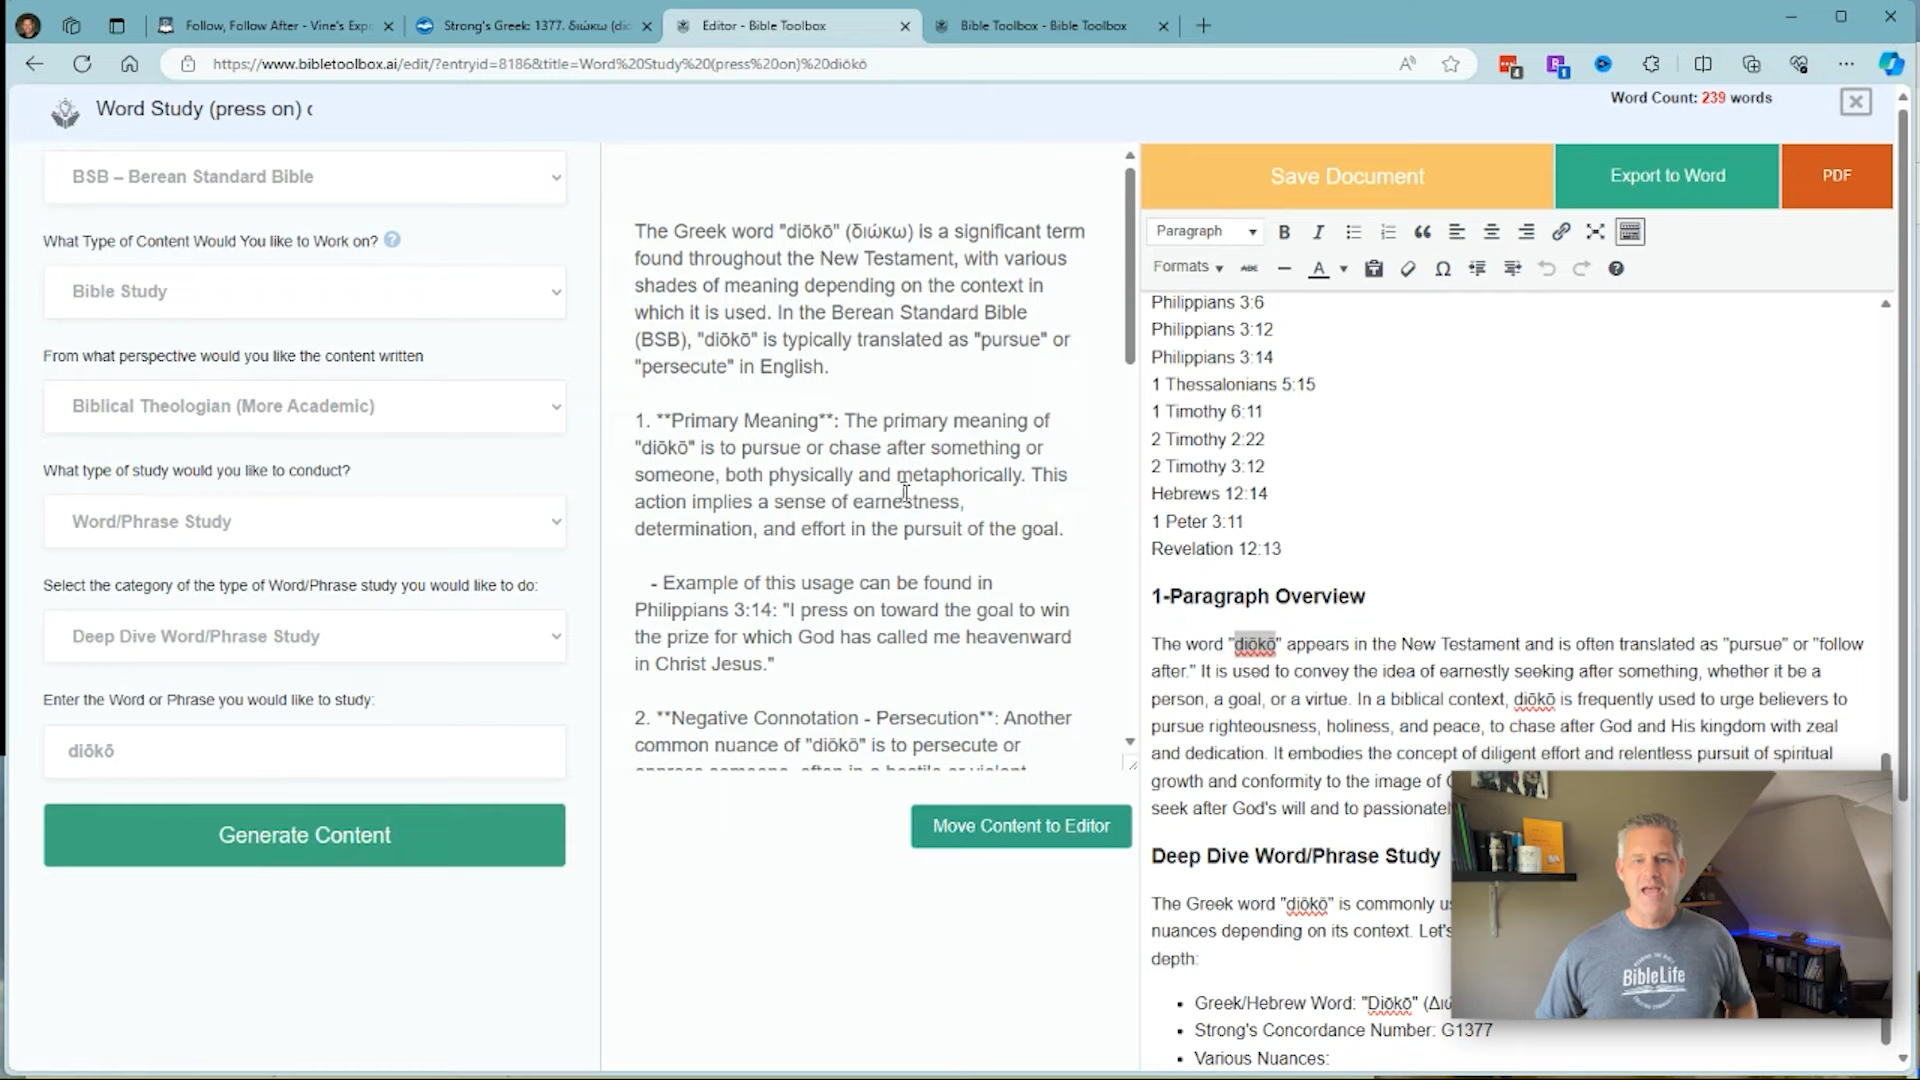 Follow, Follow After - Vine's Exp
Strong's Greek: 1377. διώκω (dió
Editor - Bible Toolbox
Bible Toolbox - Bible Toolbox
https://www.bibletoolbox.ai/edit/?entryid=8186&title=Word%20Study%20(press%20on)%20diōkō
Word Study (press on) c
Word Count: 239 words
BSB – Berean Standard Bible
What Type of Content Would You like to Work on?
Bible Study
From what perspective would you like the content written
Biblical Theologian (More Academic)
What type of study would you like to conduct?
Word/Phrase Study
Select the category of the type of Word/Phrase study you would like to do:
Deep Dive Word/Phrase Study
Enter the Word or Phrase you would like to study:
diōkō
Generate Content
The Greek word "diōkō" (διώκω) is a significant term
found throughout the New Testament, with various
shades of meaning depending on the context in
which it is used. In the Berean Standard Bible
(BSB), "diōkō" is typically translated as "pursue" or
"persecute" in English.
1. **Primary Meaning**: The primary meaning of
"diōkō" is to pursue or chase after something or
someone, both physically and metaphorically. This
action implies a sense of earnestness,
determination, and effort in the pursuit of the goal.
- Example of this usage can be found in
Philippians 3:14: "I press on toward the goal to win
the prize for which God has called me heavenward
in Christ Jesus."
2. **Negative Connotation - Persecution**: Another
common nuance of "diōkō" is to persecute or
Move Content to Editor
Save Document
Export to Word
PDF
Paragraph
Formats
Philippians 3:6
Philippians 3:12
Philippians 3:14
1 Thessalonians 5:15
1 Timothy 6:11
2 Timothy 2:22
2 Timothy 3:12
Hebrews 12:14
1 Peter 3:11
Revelation 12:13
1-Paragraph Overview
The word "diōkō" appears in the New Testament and is often translated as "pursue" or "follow
after." It is used to convey the idea of earnestly seeking after something, whether it be a
person, a goal, or a virtue. In a biblical context, diōkō is frequently used to urge believers to
pursue righteousness, holiness, and peace, to chase after God and His kingdom with zeal
and dedication. It embodies the concept of diligent effort and relentless pursuit of spiritual
growth and conformity to the image of
seek after God's will and to passionatel
Deep Dive Word/Phrase Study
The Greek word "diōkō" is commonly
nuances depending on its context. Let's
depth:
• Greek/Hebrew Word: "Diōkō"
• Strong's Concordance Number: G1377
• Various Nuances:
BibleLife